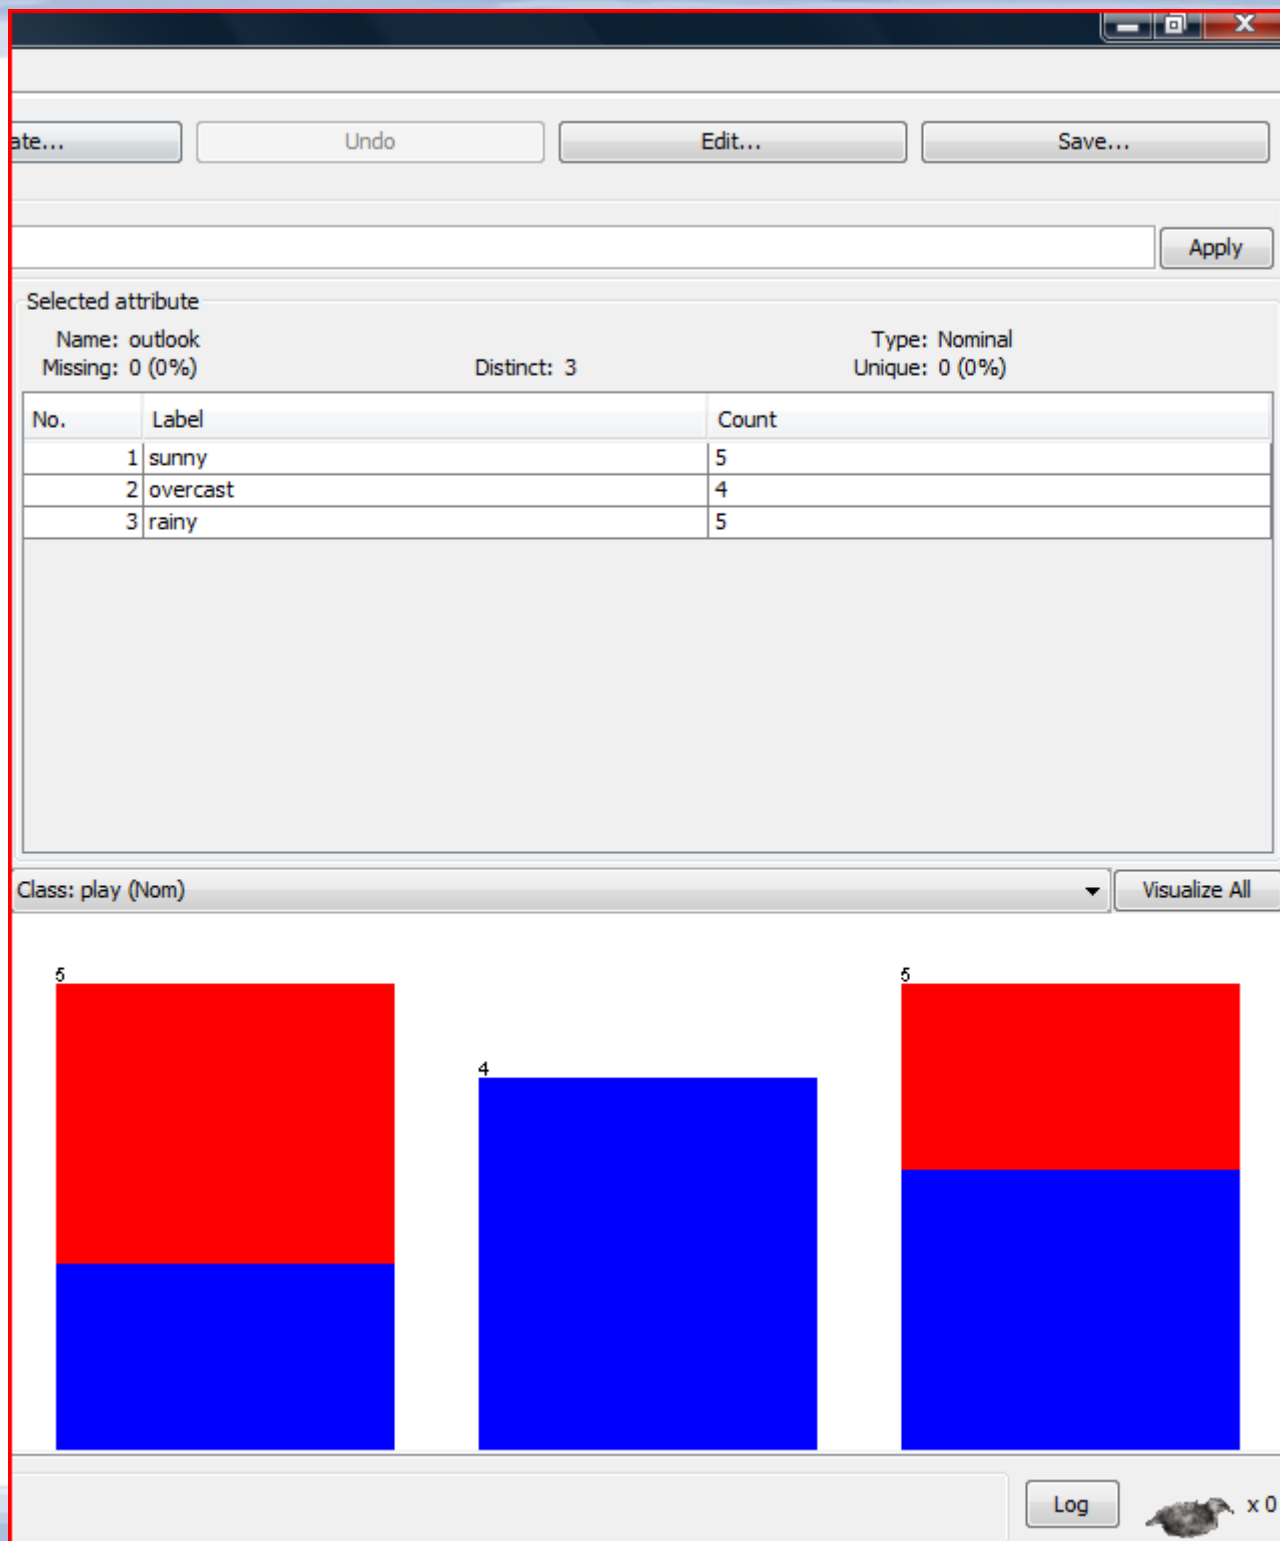 ate... Undo Edit... Save...
Apply
Selected attribute
Name: outlook Type: Nominal
Missing: 0 (0%) Distinct: 3 Unique: 0 (0%)
No. Label Count
1 sunny 5
2 overcast 4
3 rainy 5
Class: play (Nom) Visualize All
5 5
4
Log x 0